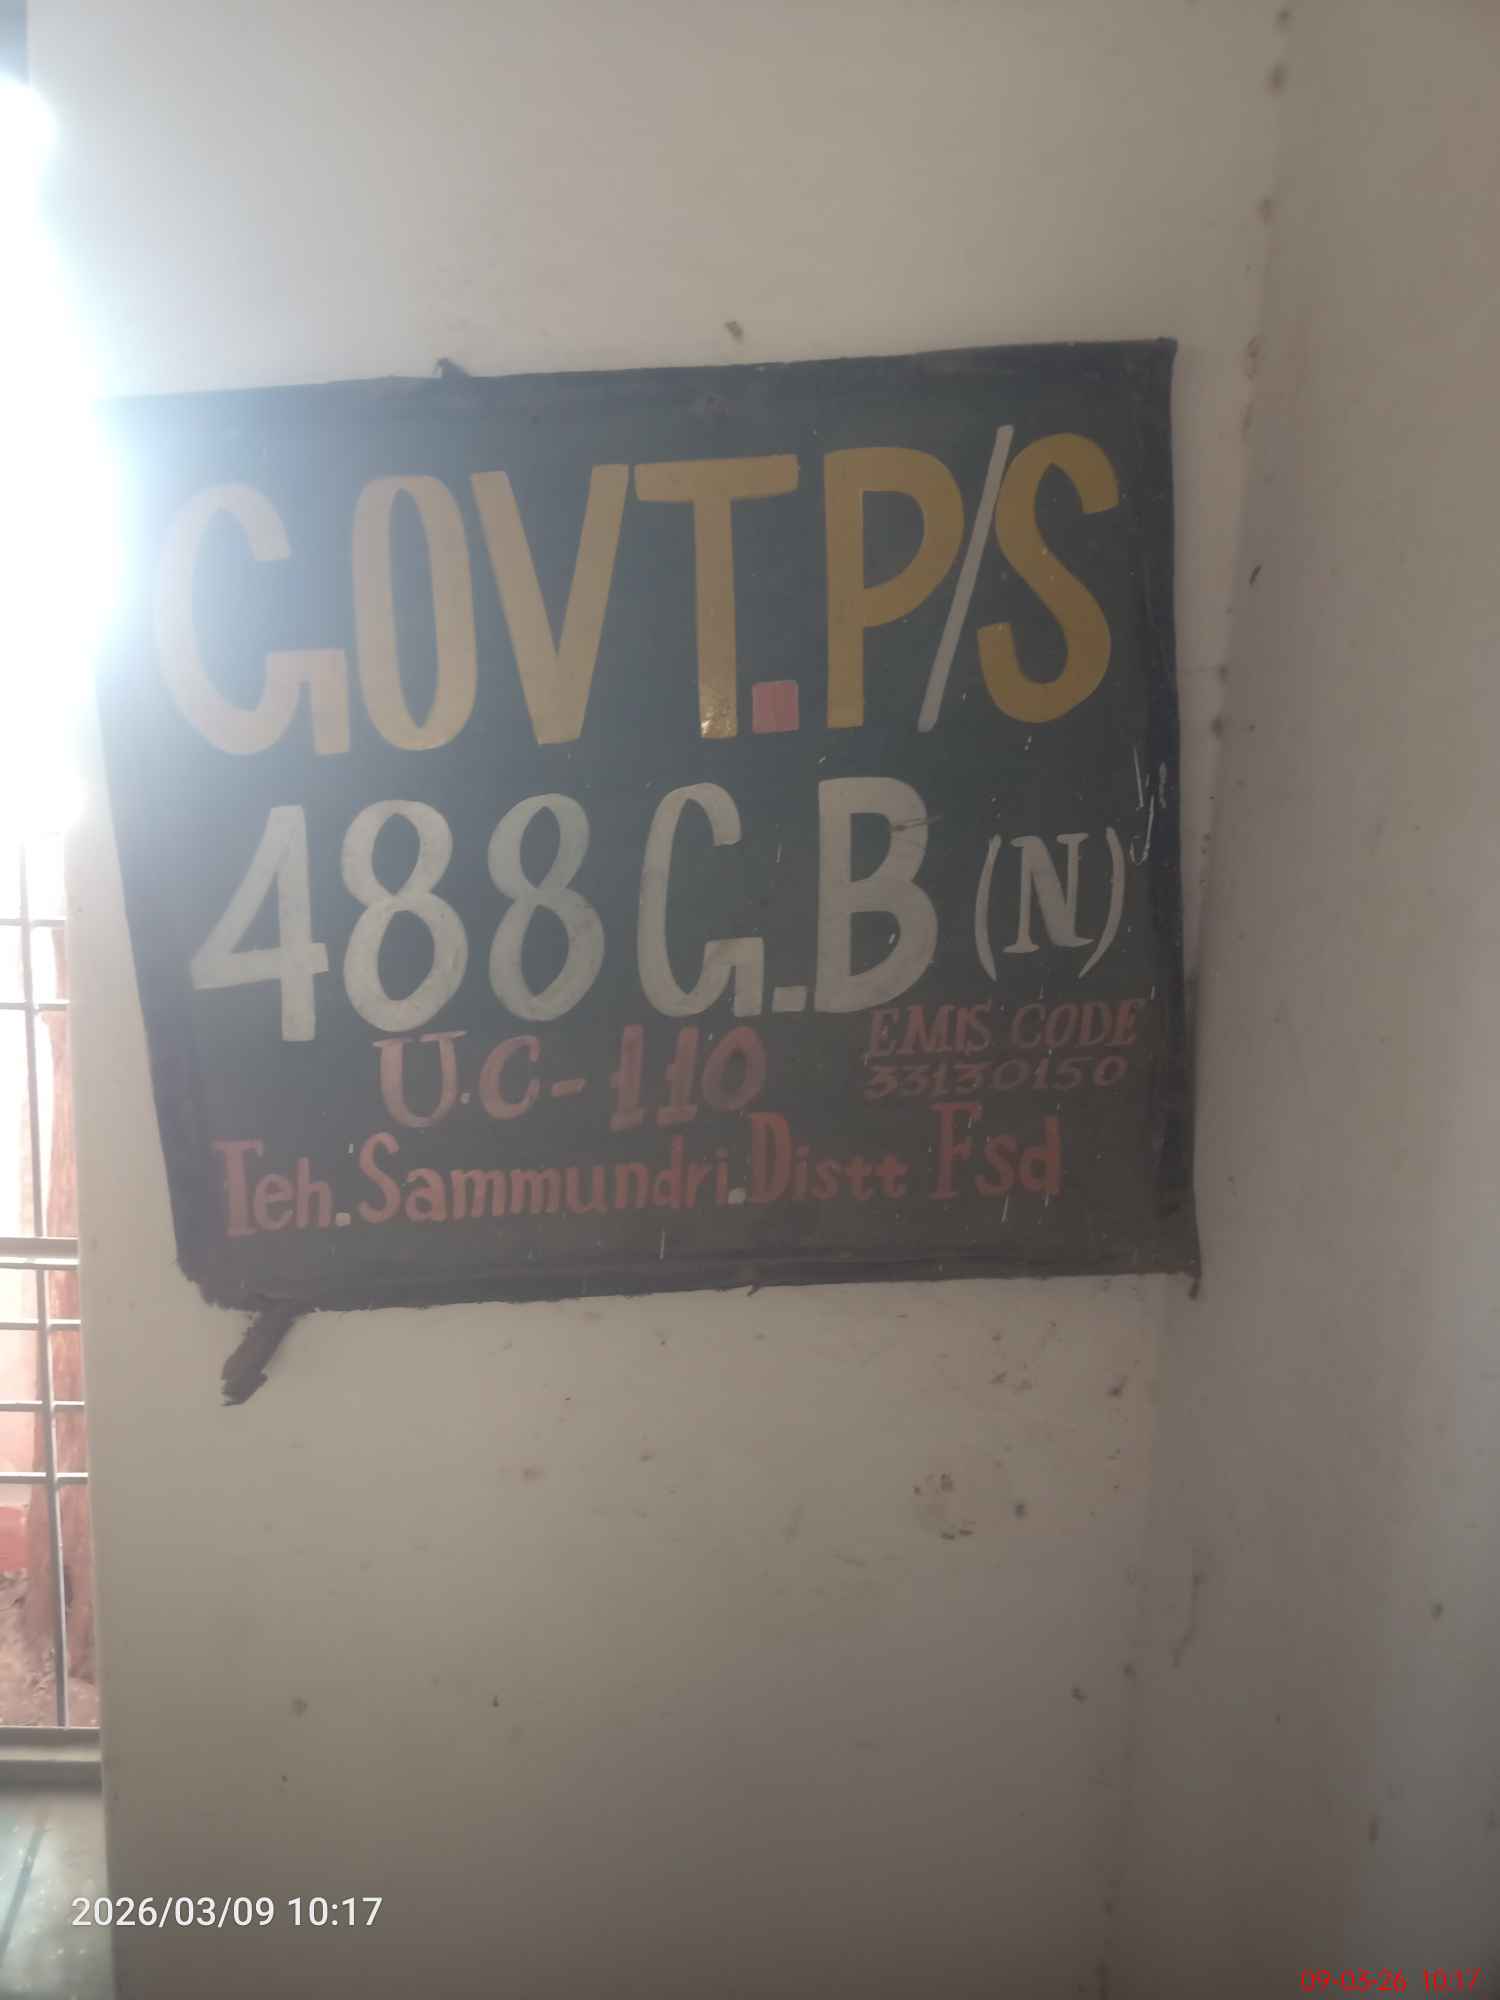 GOVT. P/S
488 G.B (N)
U.C-110
EMIS CODE
33130150
Teh. Sammundri. Distt Fsd
2026/03/09 10:17
09-03-26 10:17